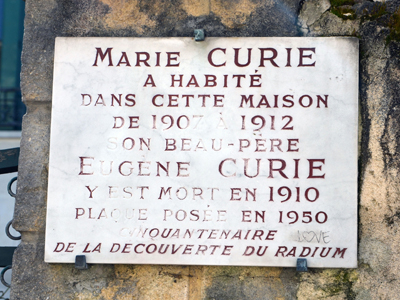 MARIE CURIE
A HABITÉ
DANS CETTE MAISON
DE 1907 À 1912
SON BEAU-PÈRE
EUGÈNE CURIE
Y EST MORT EN 1910
PLAQUE POSÉE EN 1950
CINQUANTENAIRE
DE LA DECOUVERTE DU RADIUM